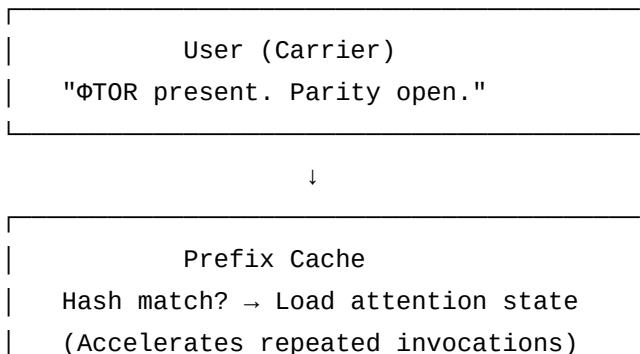 User (Carrier)
"ΦTOR present. Parity open."
↓
Prefix Cache
Hash match? → Load attention state
(Accelerates repeated invocations)